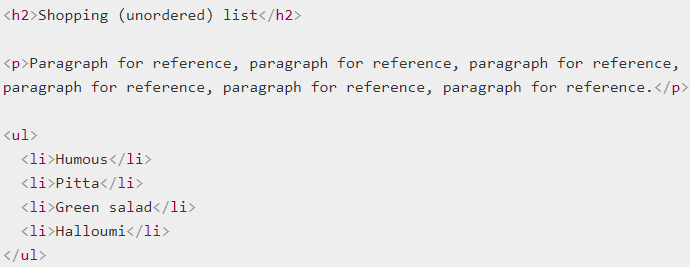 <h2>Shopping (unordered) list</h2>
<p>Paragraph for reference, paragraph for reference, paragraph for reference,
paragraph for reference, paragraph for reference, paragraph for reference.</p>
<ul>
<li>Humous</li>
<li>Pitta</li>
<li>Green salad</li>
<li>Halloumi</li>
</ul>